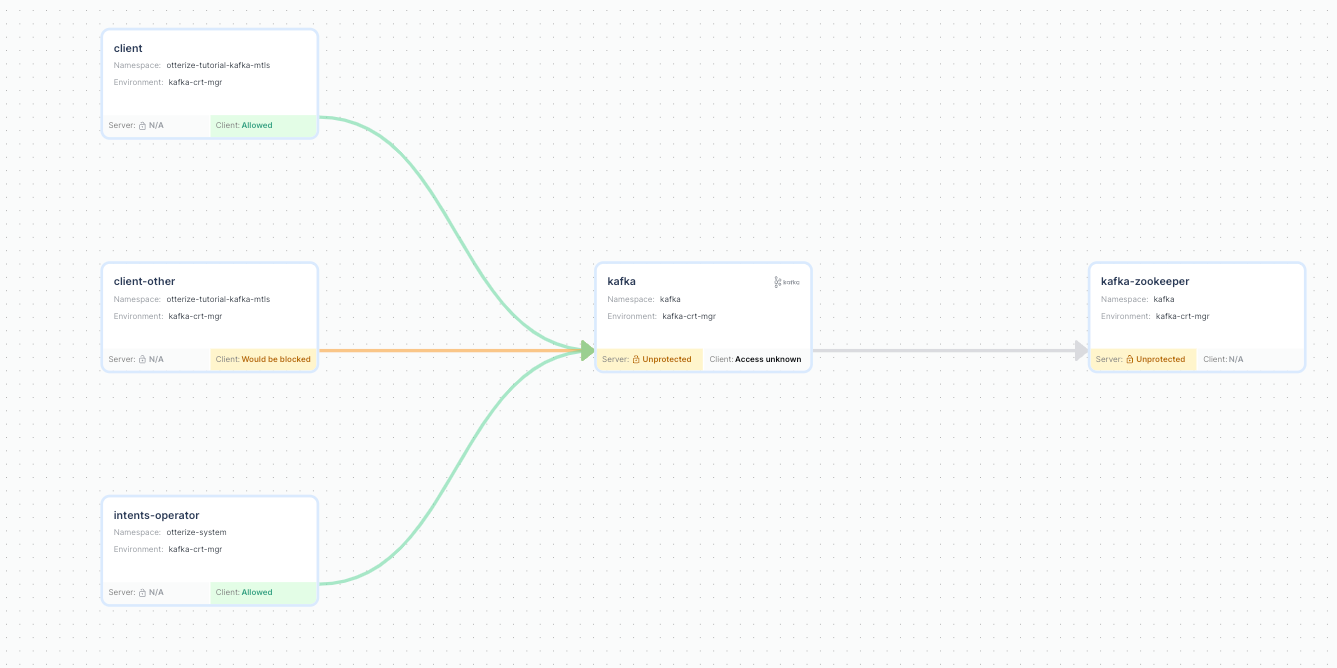 client
Namespace: otterize-tutorial-kafka-mtls
Environment: kafka-crt-mgr
Server: N/A Client: Allowed
client-other
Namespace: otterize-tutorial-kafka-mtls
Environment: kafka-crt-mgr
Server: N/A Client: Would be blocked
kafka kafka
Namespace: kafka
Environment: kafka-crt-mgr
Server: Unprotected Client: Access unknown
kafka-zookeeper
Namespace: kafka
Environment: kafka-crt-mgr
Server: Unprotected Client: N/A
intents-operator
Namespace: otterize-system
Environment: kafka-crt-mgr
Server: N/A Client: Allowed